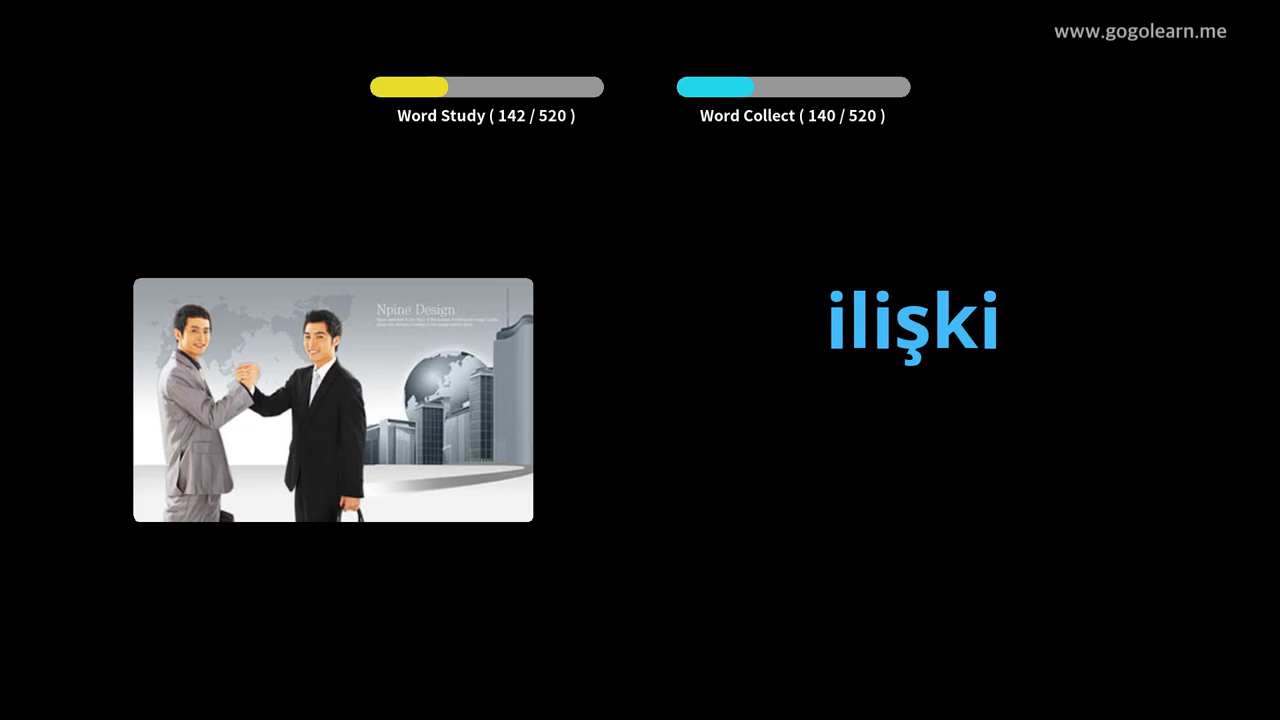 www.gogolearn.me
Word Study ( 142 / 520 )
Word Collect ( 140 / 520 )
Npine Design
ilişki